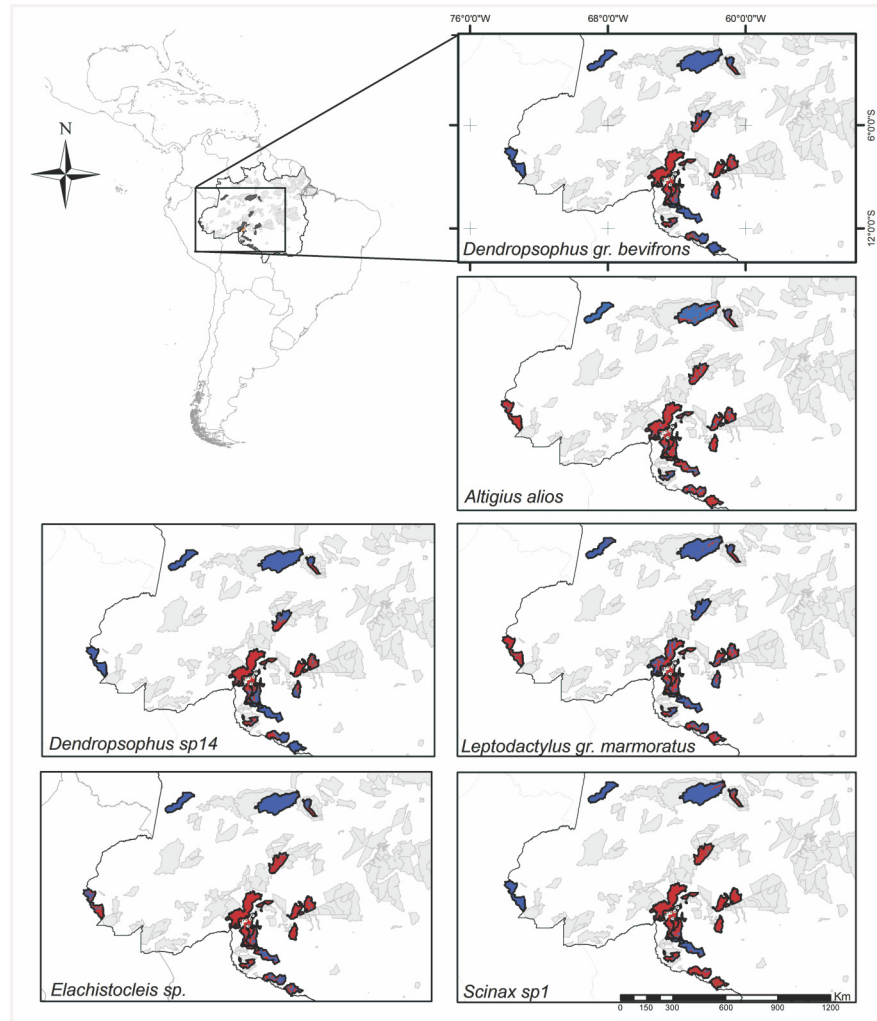 76°0'0"W 68°0'0"W 60°0'0"W
N
6°0'0"S
12°0'0"S
Dendropsophus gr. bevifrons
Altigius alios
Dendropsophus sp14
Leptodactylus gr. marmoratus
Elachistocleis sp.
Scinax sp1
Km
0 150 300 600 900 1200